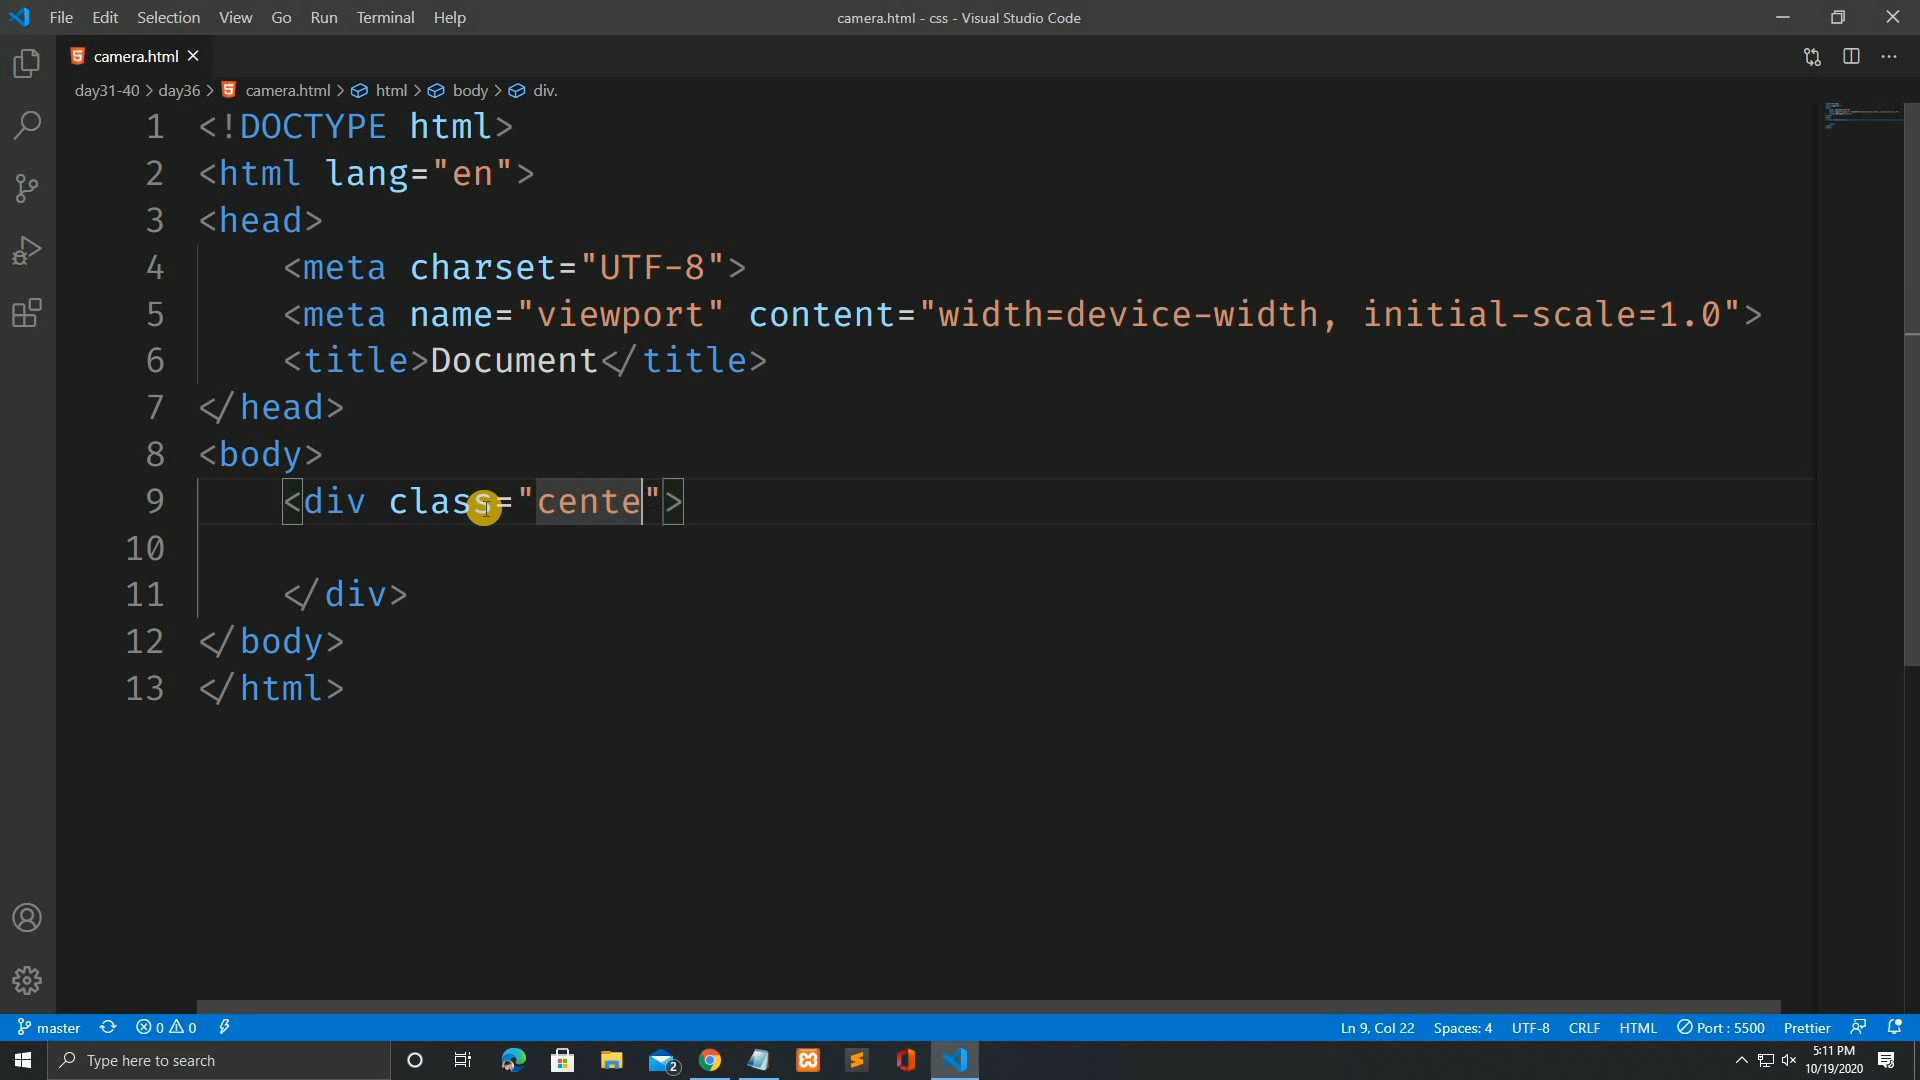 File Edit Selection View Go Run Terminal Help
camera.html - css - Visual Studio Code
camera.html
day31-40 > day36 > camera.html > html > body > div.
1 <!DOCTYPE html>
2 <html lang="en">
3 <head>
4 <meta charset="UTF-8">
5 <meta name="viewport" content="width=device-width, initial-scale=1.0">
6 <title>Document</title>
7 </head>
8 <body>
9 <div class="cente">
10
11 </div>
12 </body>
13 </html>
master 0 0 Ln 9, Col 22 Spaces: 4 UTF-8 CRLF HTML Port : 5500 Prettier
Type here to search
2
5:11 PM
10/19/2020